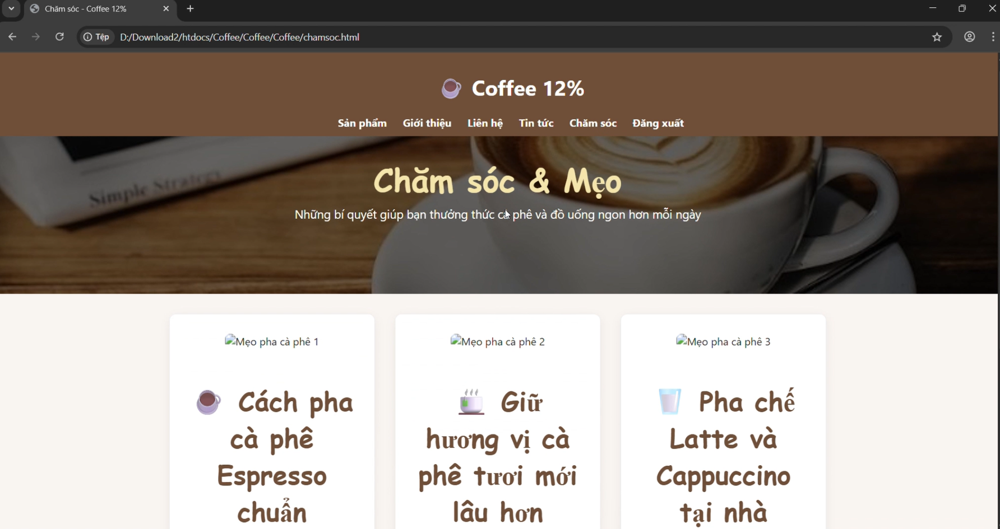 Chăm sóc - Coffee 12%
Tệp D:/Download2/htdocs/Coffee/Coffee/Coffee/chamsoc.html
Coffee 12%
Sản phẩm Giới thiệu Liên hệ Tin tức Chăm sóc Đăng xuất
Simple Strategy
Chăm sóc & Mẹo
Những bí quyết giúp bạn thưởng thức cà phê và đồ uống ngon hơn mỗi ngày
Mẹo pha cà phê 1
Cách pha
cà phê
Espresso
chuẩn
Mẹo pha cà phê 2
Giữ
hương vị cà
phê tươi mới
lâu hơn
Mẹo pha cà phê 3
Pha chế
Latte và
Cappuccino
tại nhà